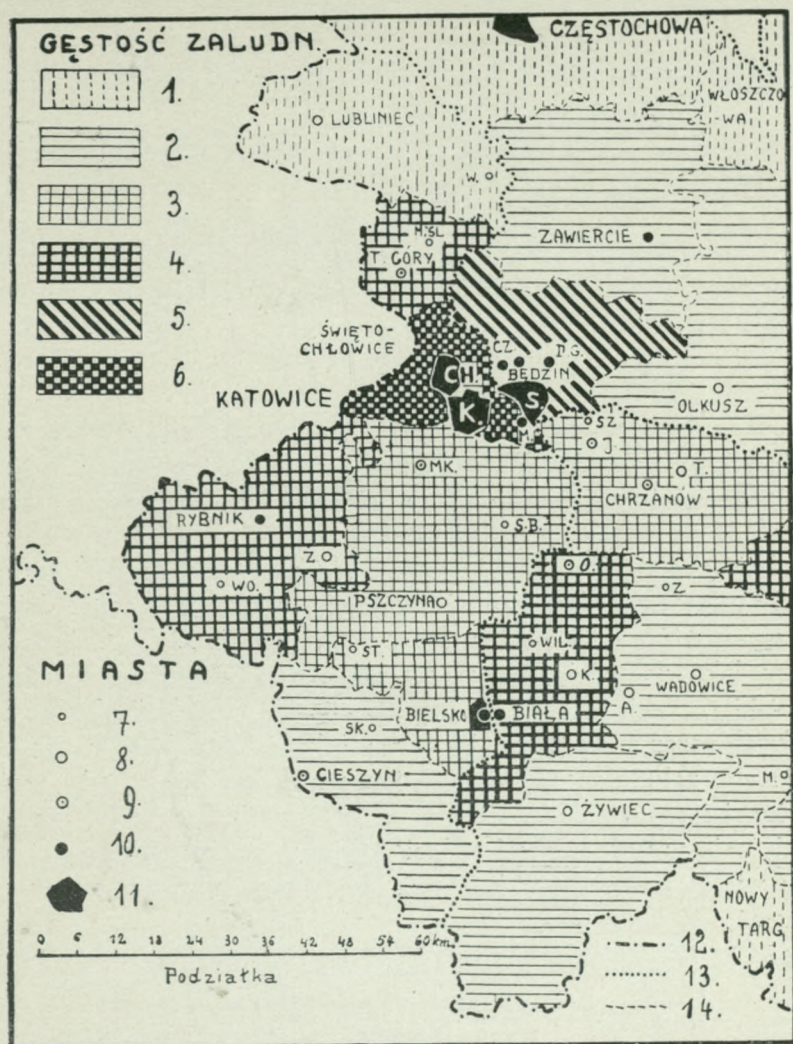 GĘSTOŚĆ ZALUDN.
1.
2.
3.
4.
5.
6.
CZĘSTOCHOWA
WŁOSZCZO
WA
LUBLINIEC
W.
ZAWIERCIE
M.ŚL
T. GÓRY
ŚWIĘTO-
CHŁOWICE
CZ.
D.G.
BĘDZIN
CH.
KATOWICE
K
S
M.
OLKUSZ
SZ
J
MK.
T.
CHRZANÓW
RYBNIK
S.B.
Z
O.
WO.
Z.
PSZCZYNA
WIL.
ST.
K.
WADOWICE
A.
BIELSKO
BIAŁA
SK.
CIESZYN
M.
ŻYWIEC
NOWY
TARG
MIASTA
7.
8.
9.
10.
11.
0 6 12 18 24 30 36 42 48 54 60 km.
Podziałka
12.
13.
14.